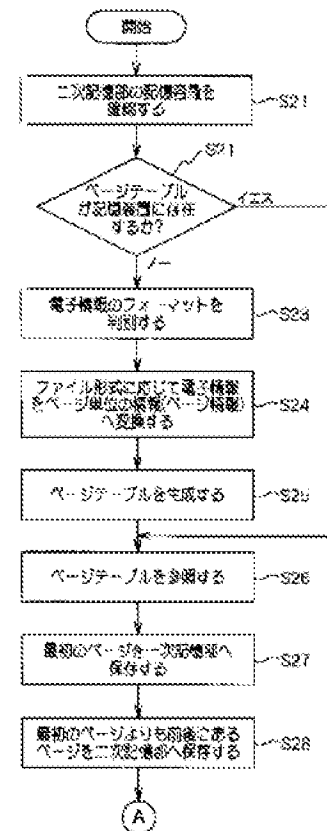 開始
二次記憶部の記憶容量を
確認する
S21
S21
ページテーブル
が記憶装置に存在
するか?
イエス
ノー
電子情報のフォーマットを
判別する
S23
ファイル形式に応じて電子情報
をページ単位の情報(ページ情報)
へ変換する
S24
ページテーブルを生成する
S25
ページテーブルを参照する
S26
最初のページを一次記憶部へ
保存する
S27
最初のページよりも前後にある
ページを二次記憶部へ保存する
S28
A